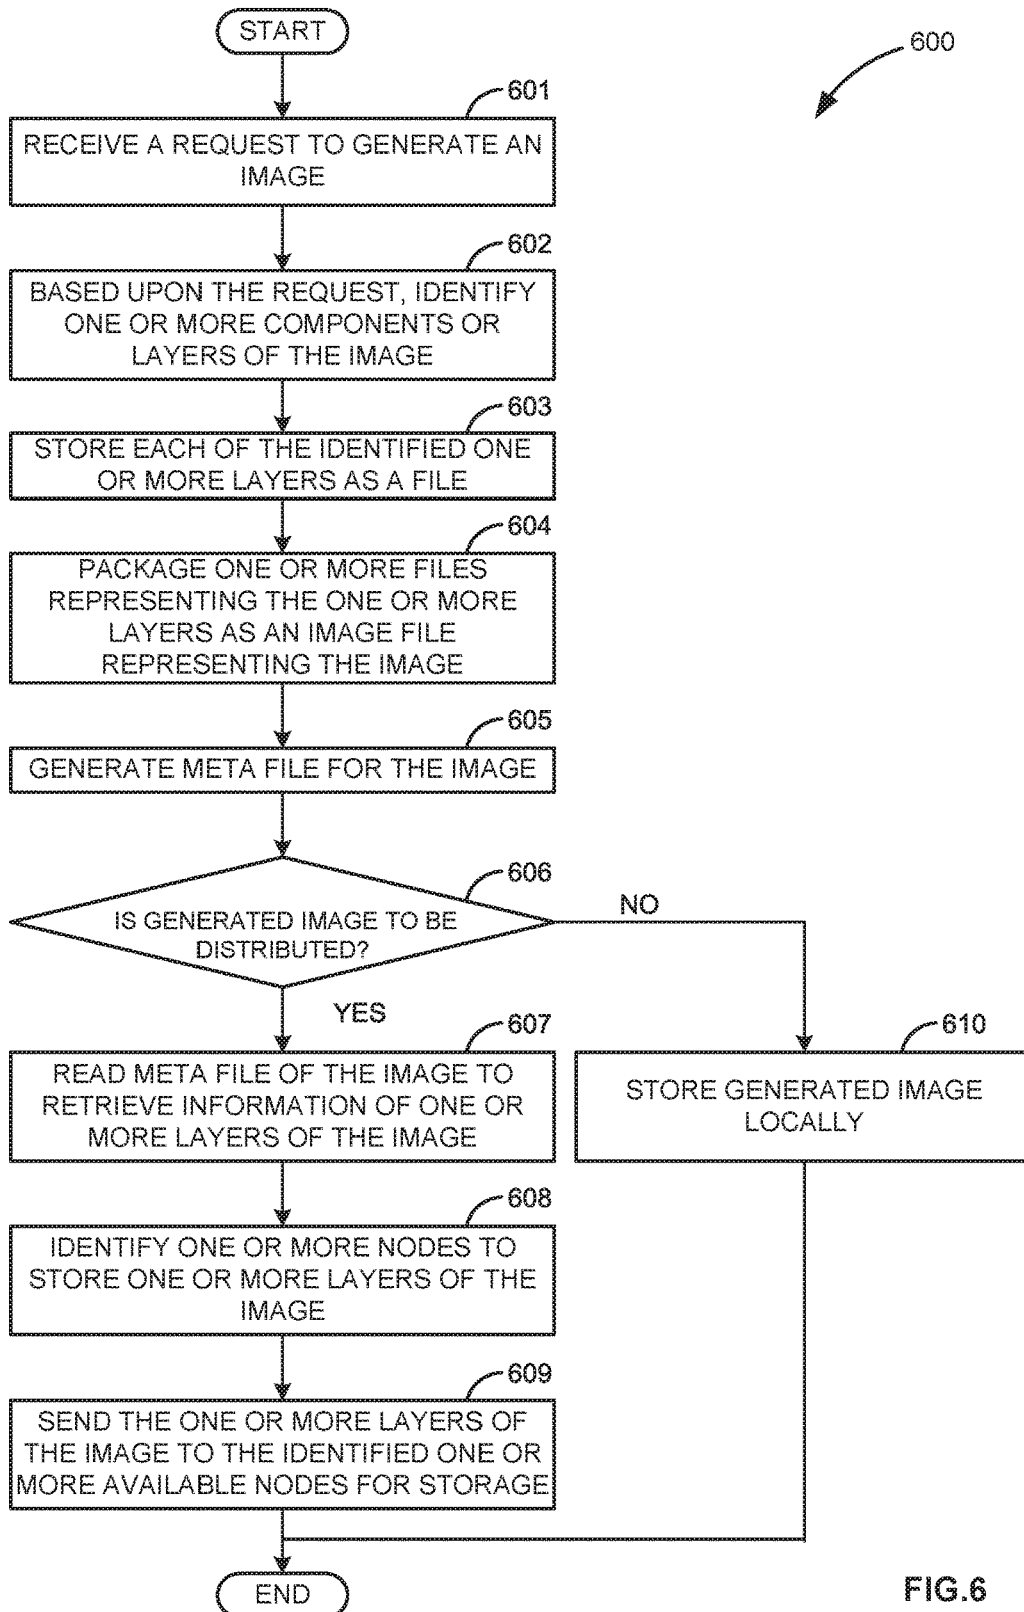 START
600
601
RECEIVE A REQUEST TO GENERATE AN
IMAGE
602
BASED UPON THE REQUEST, IDENTIFY
ONE OR MORE COMPONENTS OR
LAYERS OF THE IMAGE
603
STORE EACH OF THE IDENTIFIED ONE
OR MORE LAYERS AS A FILE
604
PACKAGE ONE OR MORE FILES
REPRESENTING THE ONE OR MORE
LAYERS AS AN IMAGE FILE
REPRESENTING THE IMAGE
605
GENERATE META FILE FOR THE IMAGE
606
IS GENERATED IMAGE TO BE
DISTRIBUTED?
NO
YES
607
READ META FILE OF THE IMAGE TO
RETRIEVE INFORMATION OF ONE OR
MORE LAYERS OF THE IMAGE
610
STORE GENERATED IMAGE
LOCALLY
608
IDENTIFY ONE OR MORE NODES TO
STORE ONE OR MORE LAYERS OF THE
IMAGE
609
SEND THE ONE OR MORE LAYERS OF
THE IMAGE TO THE IDENTIFIED ONE OR
MORE AVAILABLE NODES FOR STORAGE
END
FIG.6